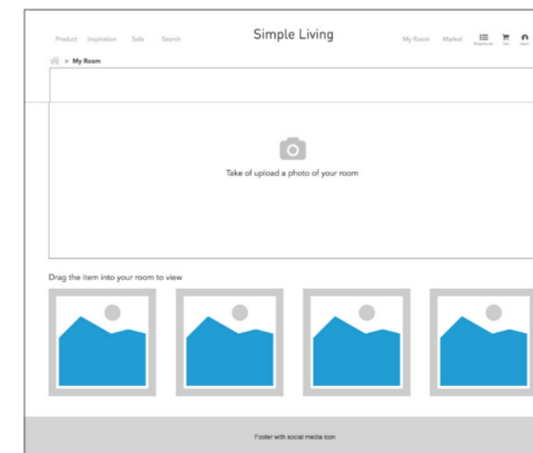 Product Inspiration Sale Search Simple Living My Room Market
> My Room
Take of upload a photo of your room
Drag the item into your room to view
Footer with social media icon